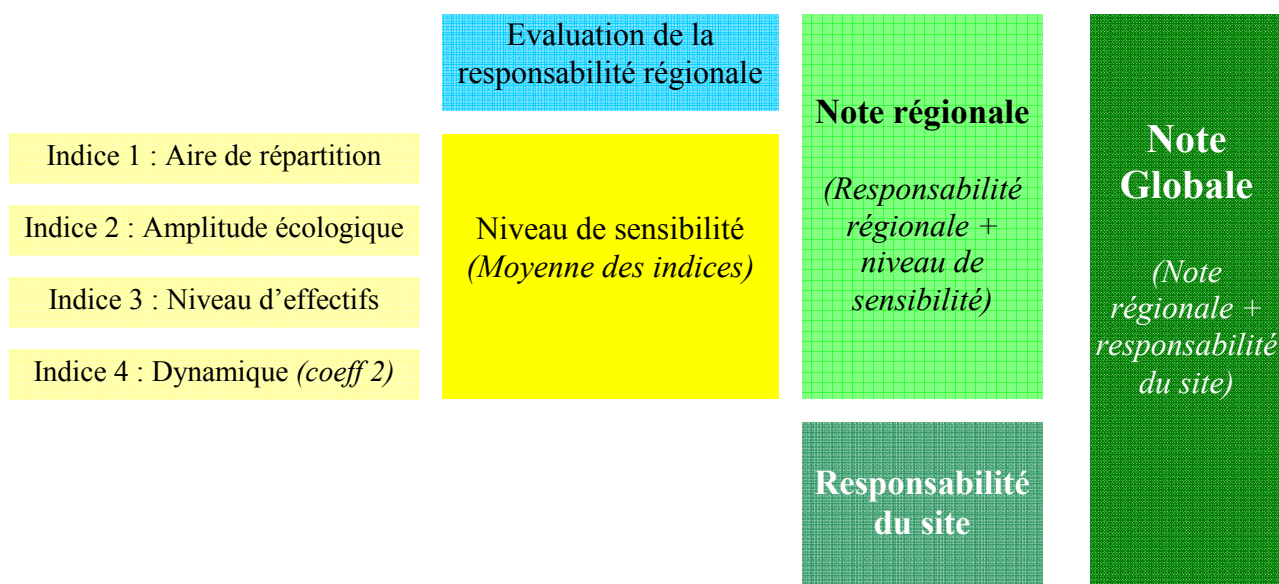 Indice 1 : Aire de répartition
Indice 2 : Amplitude écologique
Indice 3 : Niveau d’effectifs
Indice 4 : Dynamique (coeff 2)
Evaluation de la
responsabilité régionale
Niveau de sensibilité
(Moyenne des indices)
Note régionale
(Responsabilité
régionale +
niveau de
sensibilité)
Responsabilité
du site
Note
Globale
(Note
régionale +
responsabilité
du site)